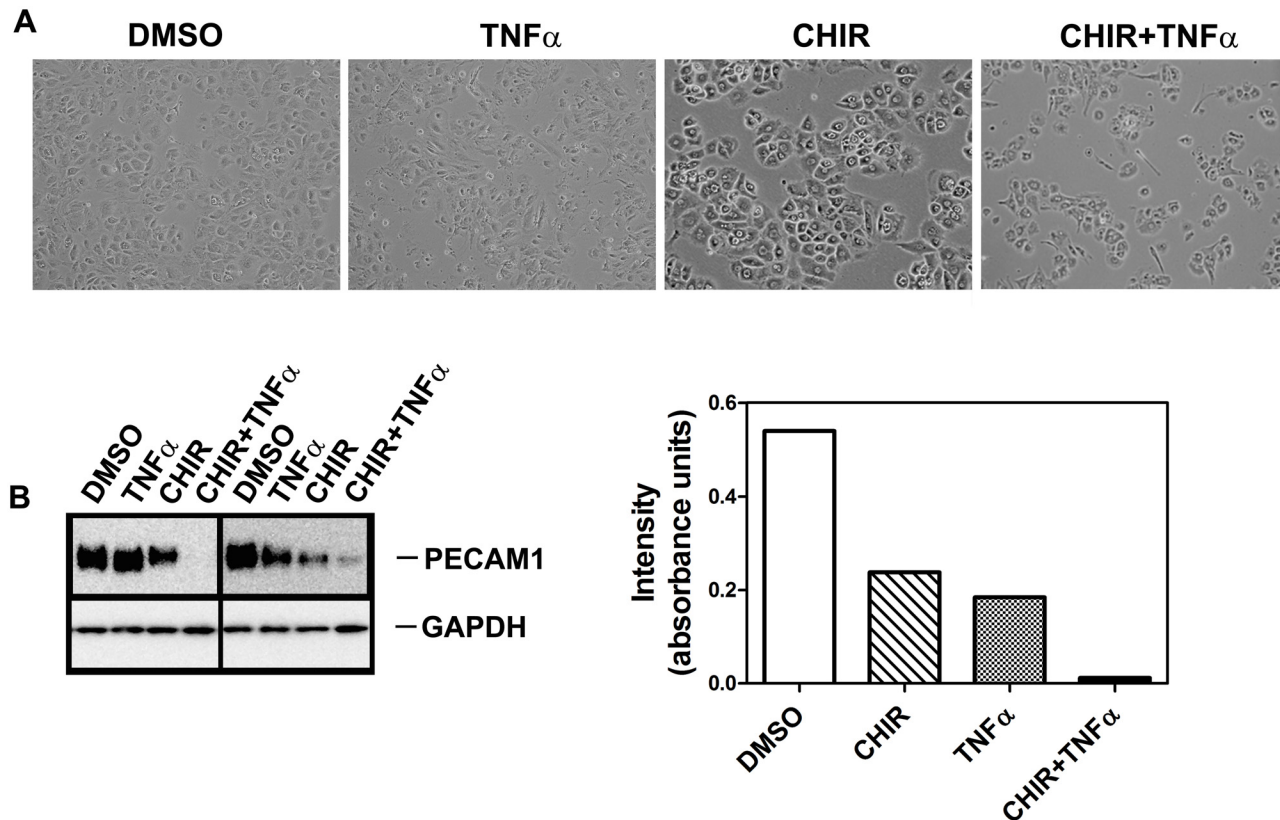 A
DMSO
TNFα
CHIR
CHIR+TNFα
B
DMSO
TNFα
CHIR
CHIR+TNFα
DMSO
TNFα
CHIR
CHIR+TNFα
PECAM1
GAPDH
Intensity
(absorbance units)
0.6
0.4
0.2
0.0
DMSO
CHIR
TNFα
CHIR+TNFα